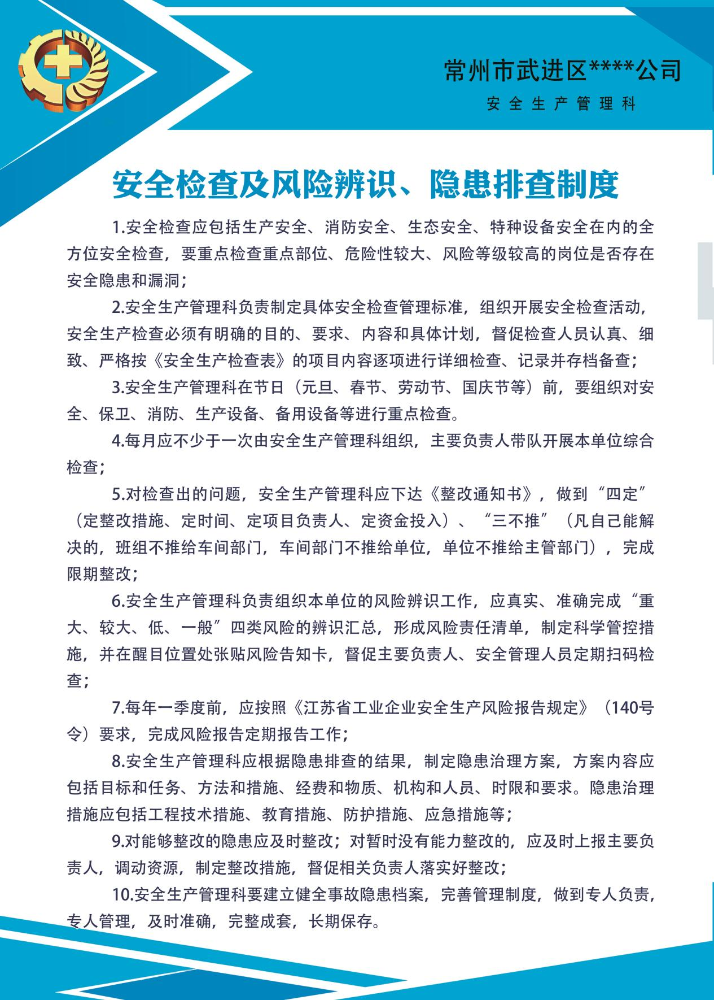 常州市武进区****公司
安全生产管理科
安全检查及风险辨识、隐患排查制度
1.安全检查应包括生产安全、消防安全、生态安全、特种设备安全在内的全
方位安全检查，要重点检查重点部位、危险性较大、风险等级较高的岗位是否存在
安全隐患和漏洞；
2.安全生产管理科负责制定具体安全检查管理标准，组织开展安全检查活动，
安全生产检查必须有明确的目的、要求、内容和具体计划，督促检查人员认真、细
致、严格按《安全生产检查表》的项目内容逐项进行详细检查、记录并存档备查；
3.安全生产管理科在节日（元旦、春节、劳动节、国庆节等）前，要组织对安
全、保卫、消防、生产设备、备用设备等进行重点检查。
4.每月应不少于一次由安全生产管理科组织，主要负责人带队开展本单位综合
检查；
5.对检查出的问题，安全生产管理科应下达《整改通知书》，做到“四定”
（定整改措施、定时间、定项目负责人、定资金投入）、“三不推”（凡自己能解
决的，班组不推给车间部门，车间部门不推给单位，单位不推给主管部门），完成
限期整改；
6.安全生产管理科负责组织本单位的风险辨识工作，应真实、准确完成“重
大、较大、低、一般”四类风险的辨识汇总，形成风险责任清单，制定科学管控措
施，并在醒目位置处张贴风险告知卡，督促主要负责人、安全管理人员定期扫码检
查；
7.每年一季度前，应按照《江苏省工业企业安全生产风险报告规定》（140号
令）要求，完成风险报告定期报告工作；
8.安全生产管理科应根据隐患排查的结果，制定隐患治理方案，方案内容应
包括目标和任务、方法和措施、经费和物质、机构和人员、时限和要求。隐患治理
措施应包括工程技术措施、教育措施、防护措施、应急措施等；
9.对能够整改的隐患应及时整改；对暂时没有能力整改的，应及时上报主要负
责人，调动资源，制定整改措施，督促相关负责人落实好整改；
10.安全生产管理科要建立健全事故隐患档案，完善管理制度，做到专人负责，
专人管理，及时准确，完整成套，长期保存。